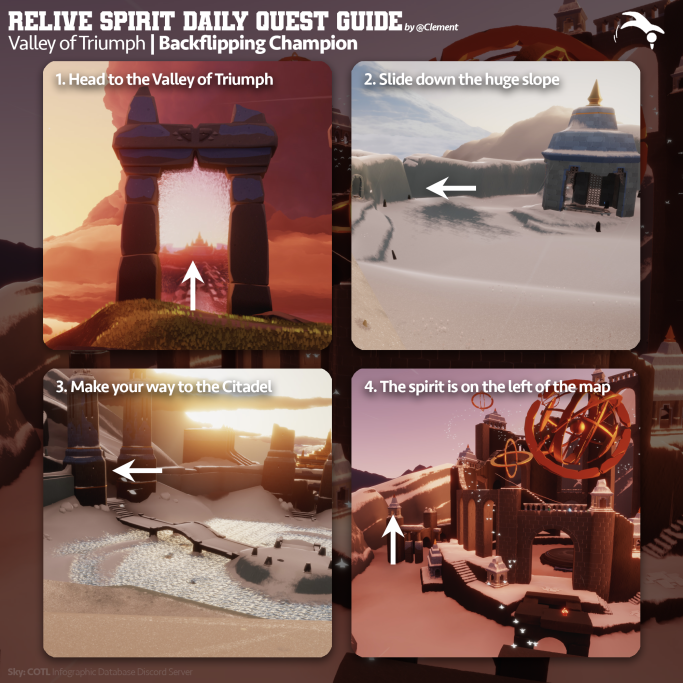 RELIVE SPIRIT DAILY QUEST GUIDE by @Clement
Valley of Triumph | Backflipping Champion
1. Head to the Valley of Triumph
2. Slide down the huge slope
3. Make your way to the Citadel
4. The spirit is on the left of the map
Sky: COTL Infographic Database Discord Server